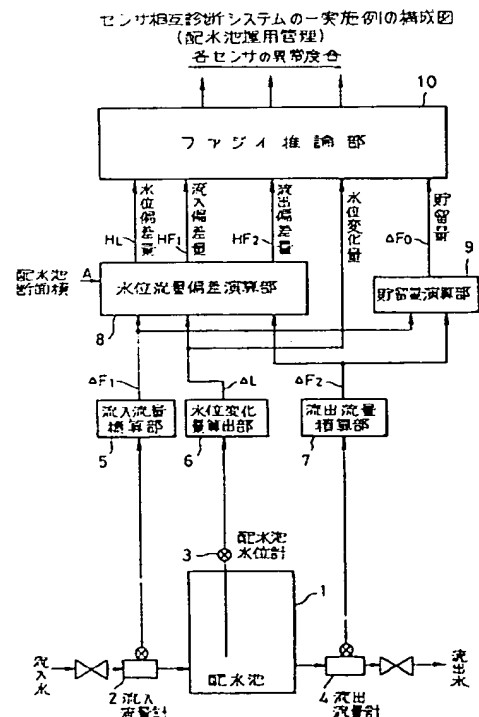 センサ相互診断システムの一実施例の構成図
(配水池運用管理)
各センサの異常度合
10
ファジイ推論部
水位偏差量
流入偏差量
流出偏差量
水位変化量
貯留量
HL
HF1
HF2
ΔF0
9
配水池断面積
A
水位流量偏差演算部
8
貯留量演算部
ΔF1
ΔL
ΔF2
流入流量積算部
5
水位変化量算出部
6
流出流量積算部
7
3
配水池水位計
1
流入水
2 流入流量計
配水池
4 流出流量計
流出水